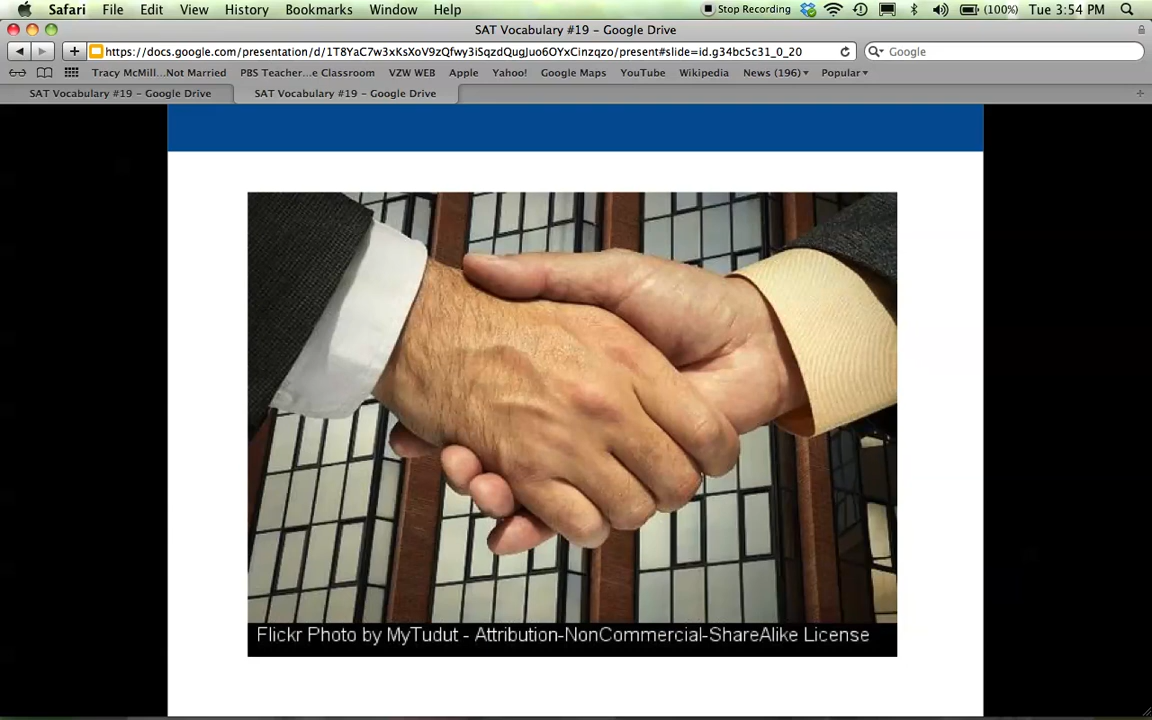 Safari File Edit View History Bookmarks Window Help Stop Recording (100%) Tue 3:54 PM
SAT Vocabulary #19 – Google Drive
https://docs.google.com/presentation/d/1T8YaC7w3xKsXoV9zQfwy3iSqzdQugJuo6OYxCinzqzo/present#slide=id.g34bc5c31_0_20 Google
Tracy McMill...Not Married PBS Teacher...e Classroom VZW WEB Apple Yahoo! Google Maps YouTube Wikipedia News (196) Popular
SAT Vocabulary #19 – Google Drive SAT Vocabulary #19 – Google Drive
Flickr Photo by MyTudut - Attribution-NonCommercial-ShareAlike License